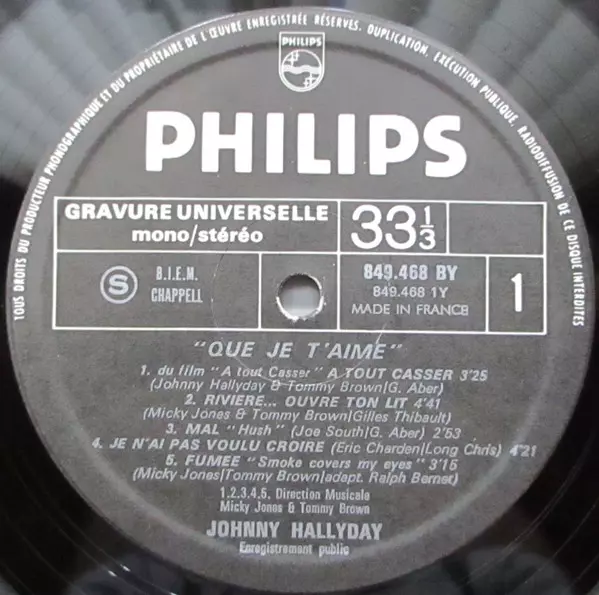 TOUS DROITS DU PRODUCTEUR PHONOGRAPHIQUE ET DU PROPRIÉTAIRE DE L'ŒUVRE ENREGISTRÉE RÉSERVÉS. DUPLICATION, EXÉCUTION PUBLIQUE, RADIODIFFUSION DE CE DISQUE INTERDITES
PHILIPS
PHILIPS
GRAVURE UNIVERSELLE
mono/stéréo
33 1/3
S
B.I.E.M.
CHAPPELL
849.468 BY
849.468 1Y
MADE IN FRANCE
1
"QUE JE T'AIME"
1. du film "A tout Casser" A TOUT CASSER 3'25
(Johnny Hallyday & Tommy Brown/G. Aber)
2. RIVIERE... OUVRE TON LIT 4'41
(Micky Jones & Tommy Brown/Gilles Thibault)
3. MAL "Hush" (Joe South/G. Aber) 2'53
4. JE N'AI PAS VOULU CROIRE (Eric Charden/Long Chris) 4'21
5. FUMEE "Smoke covers my eyes" 3'15
(Micky Jones/Tommy Brown/adapt. Ralph Bernet)
1.2.3.4.5. Direction Musicale
Micky Jones & Tommy Brown
JOHNNY HALLYDAY
Enregistrement public